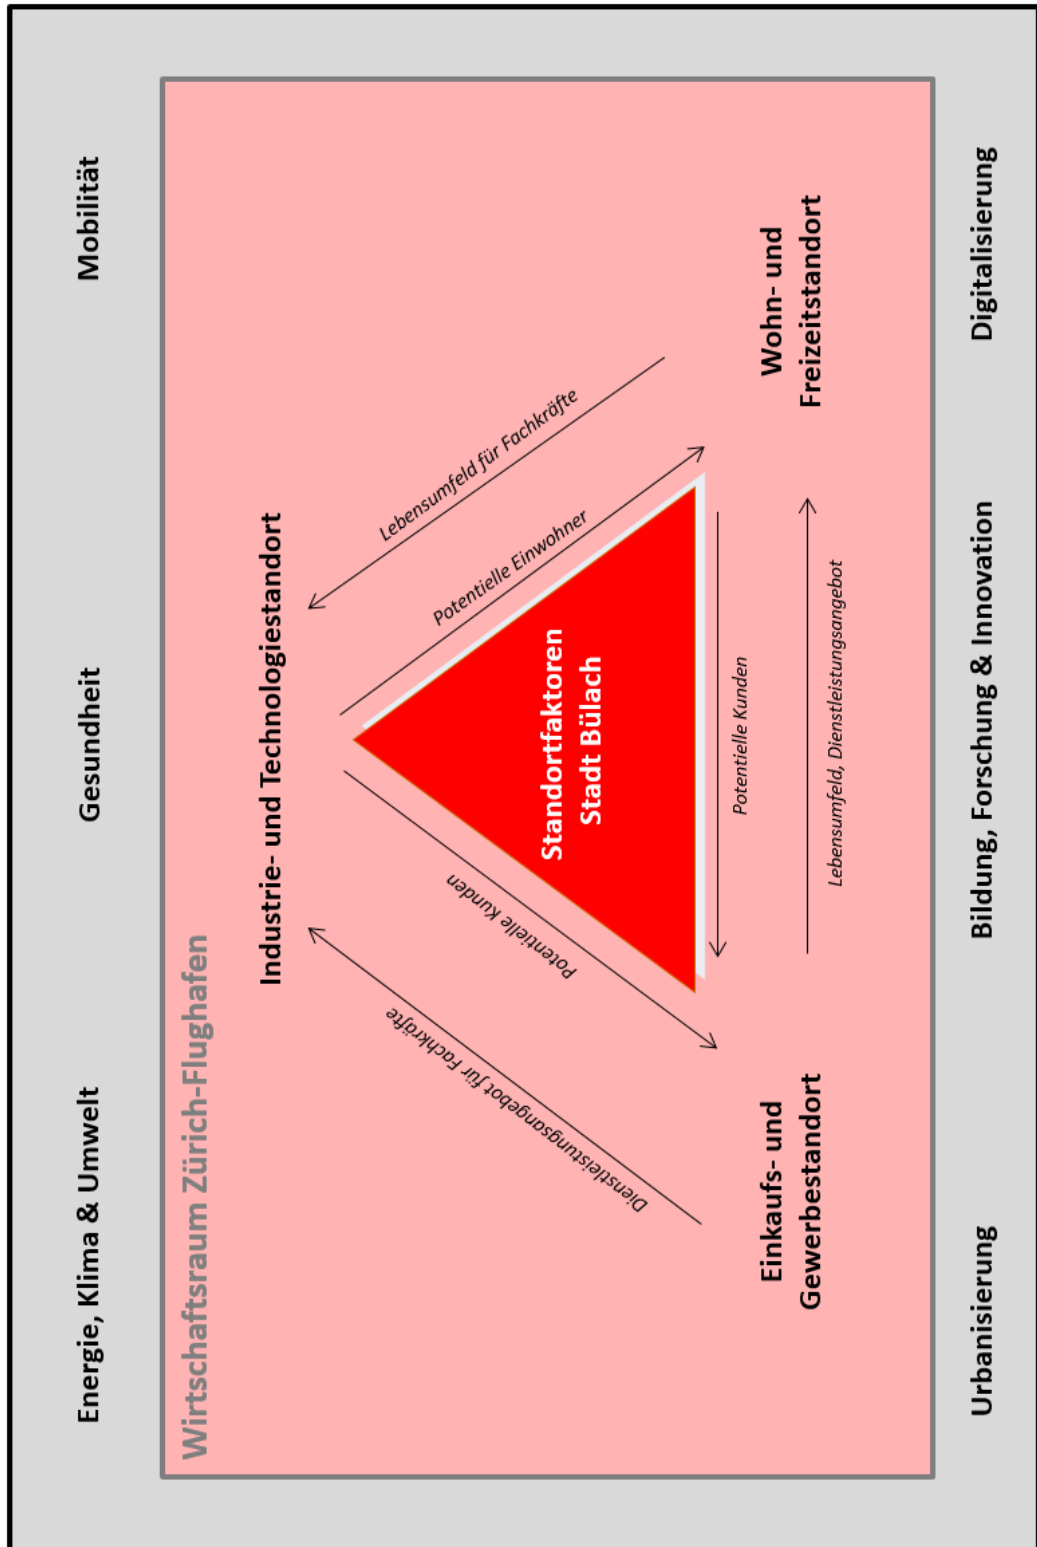 Energie, Klima & Umwelt
Gesundheit
Mobilität
Wirtschaftsraum Zürich-Flughafen
Industrie- und Technologiestandort
Dienstleistungsangebot für Fachkräfte
Potentielle Kunden
Potentielle Einwohner
Lebensumfeld für Fachkräfte
Standortfaktoren
Stadt Bülach
Potentielle Kunden
Lebensumfeld, Dienstleistungsangebot
Einkaufs- und
Gewerbestandort
Wohn- und
Freizeitstandort
Urbanisierung
Bildung, Forschung & Innovation
Digitalisierung